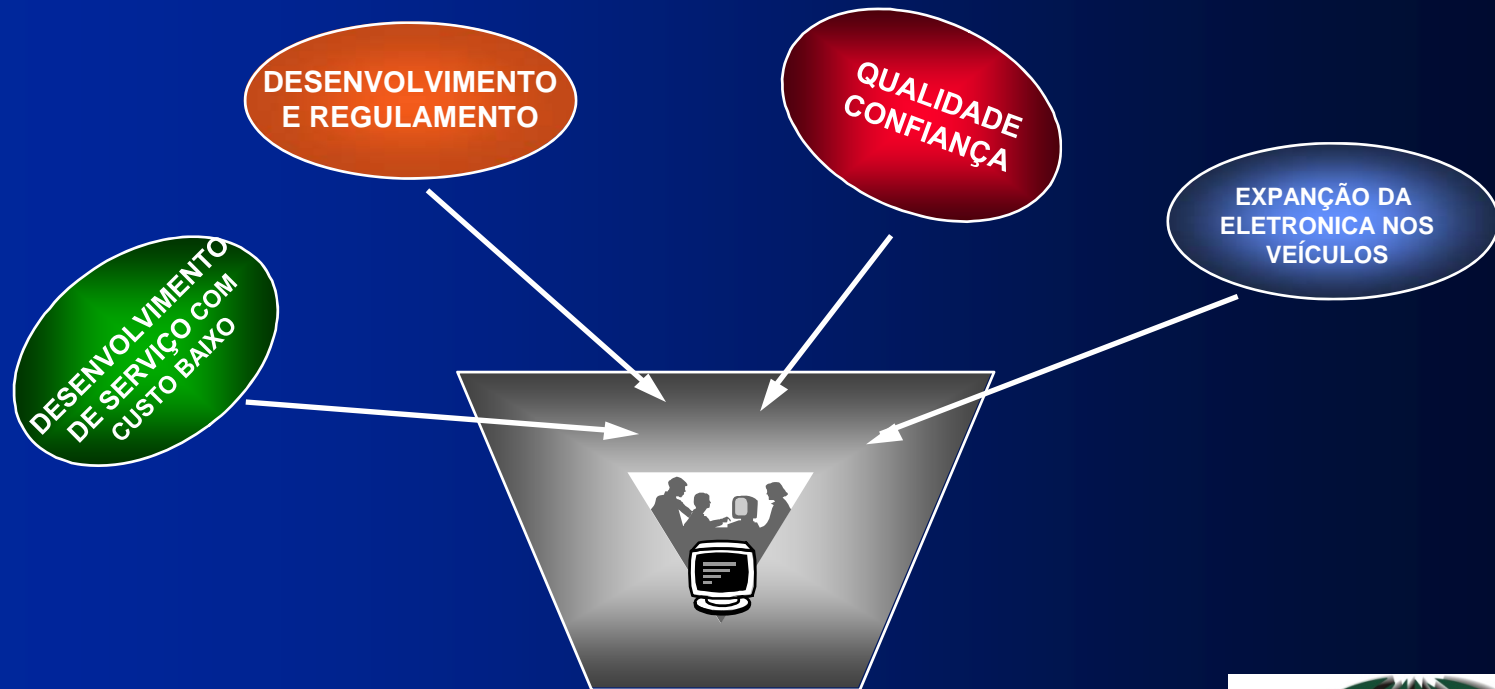 DESENVOLVIMENTO
E REGULAMENTO
QUALIDADE
CONFIANÇA
EXPANÇÃO DA
ELETRONICA NOS
VEÍCULOS
DESENVOLVIMENTO
DE SERVIÇO COM
CUSTO BAIXO